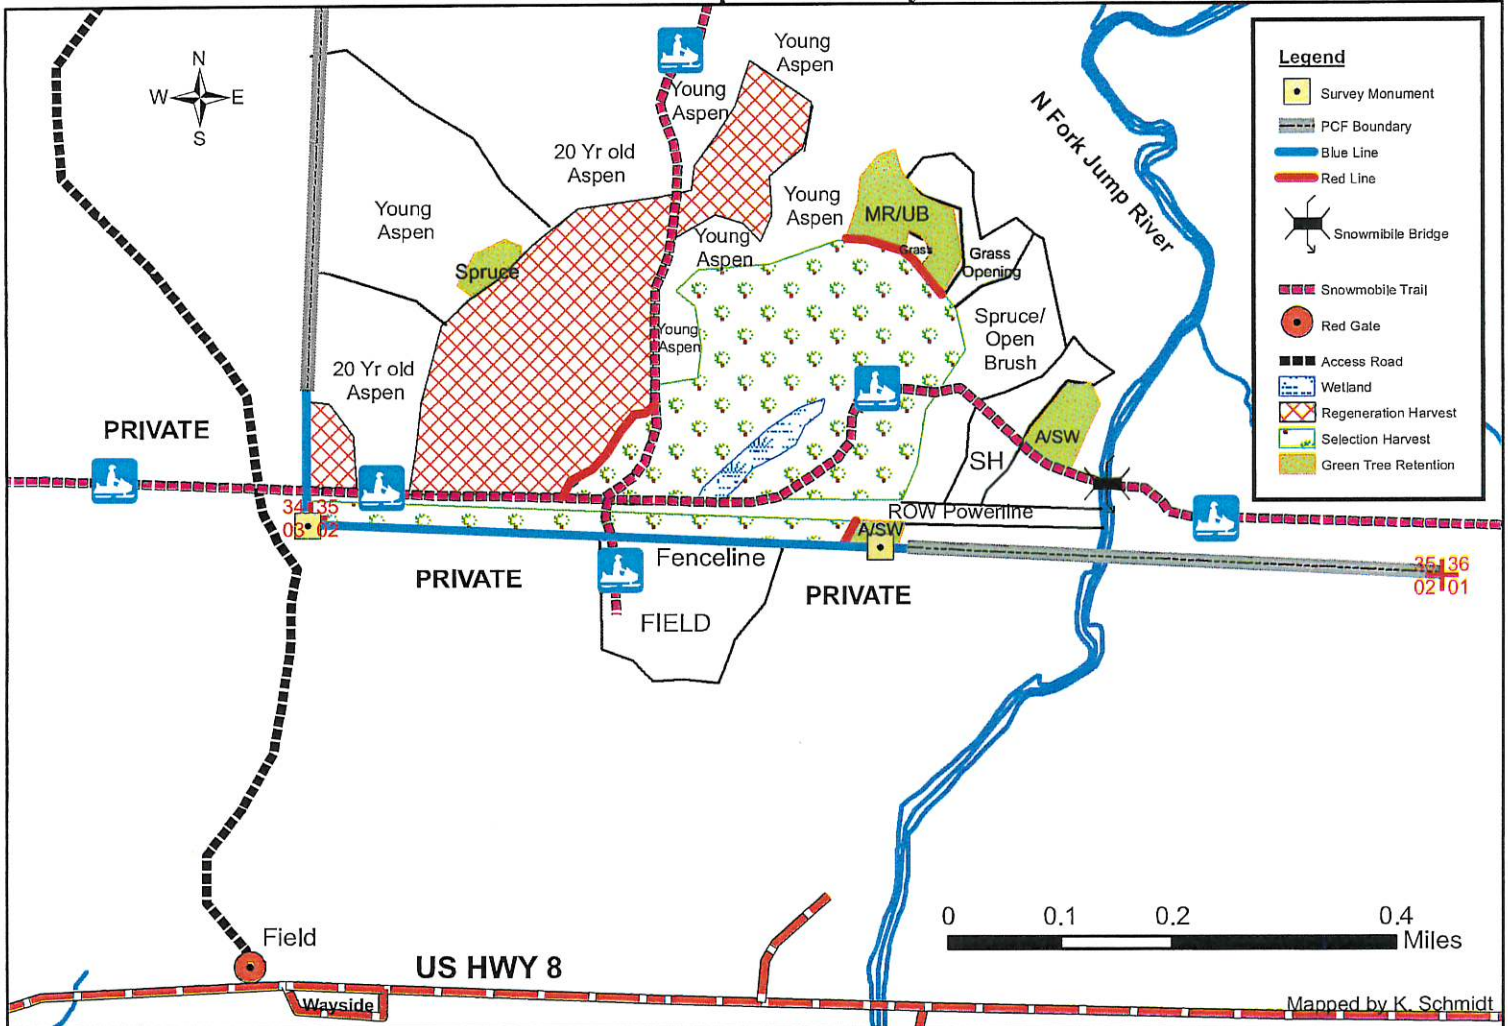 N
W E
S
Young
Aspen
Young
Aspen
20 Yr old
Aspen
Young
Aspen
Young
Aspen
MR/UB
Grass
Young
Aspen
Grass
Opening
Spruce
Young
Aspen
Spruce/
Open
Brush
20 Yr old
Aspen
N Fork Jump River
PRIVATE
A/SW
SH
34 35
03 02
ROW Powerline
A/SW
Fenceline
PRIVATE
PRIVATE
FIELD
35 36
02 01
Field
US HWY 8
Wayside
Legend
Survey Monument
PCF Boundary
Blue Line
Red Line
Snowmibile Bridge
Snowmobile Trail
Red Gate
Access Road
Wetland
Regeneration Harvest
Selection Harvest
Green Tree Retention
0 0.1 0.2 0.4
Miles
Mapped by K. Schmidt